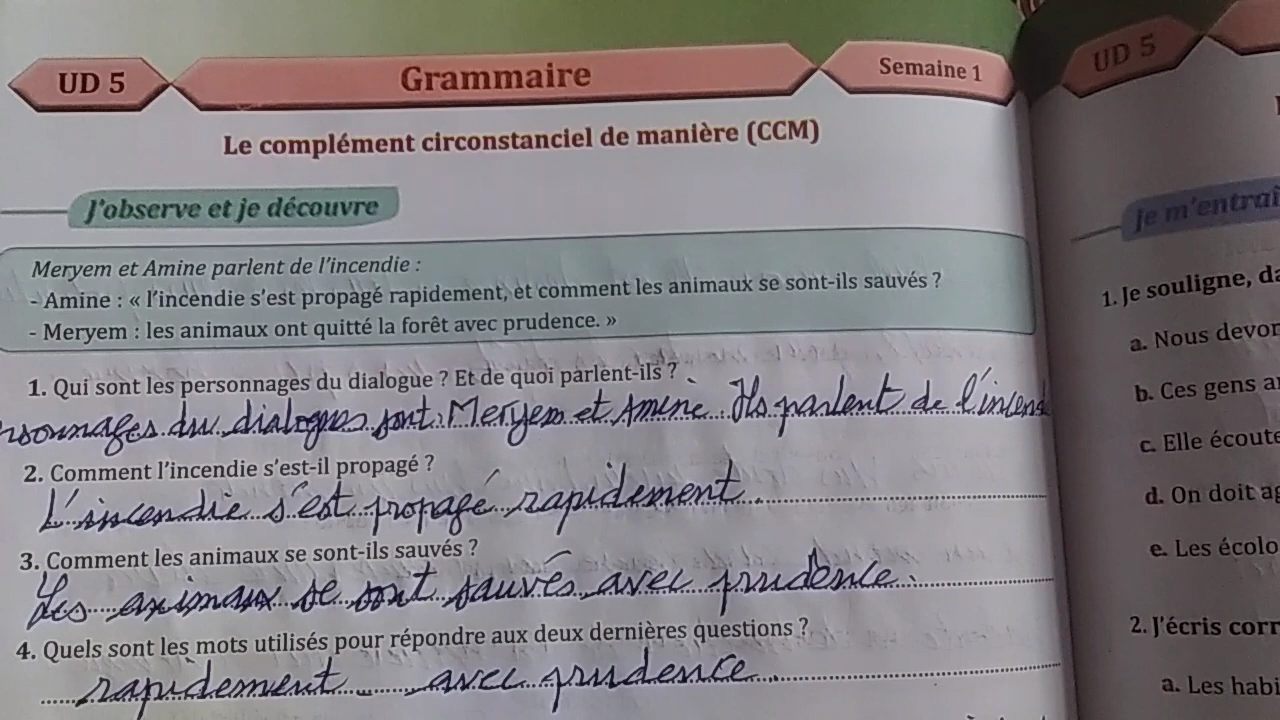 UD 5
Grammaire
Semaine 1
Le complément circonstanciel de manière (CCM)
J'observe et je découvre
Meryem et Amine parlent de l'incendie :
- Amine : « l'incendie s'est propagé rapidement, et comment les animaux se sont-ils sauvés ?
- Meryem : les animaux ont quitté la forêt avec prudence. »
1. Qui sont les personnages du dialogue ? Et de quoi parlent-ils ?
rsonnages du dialogues sont: Meryem et Amine. Ils parlent de l'incend
2. Comment l'incendie s'est-il propagé ?
L'incendie s'est propagé rapidement.
3. Comment les animaux se sont-ils sauvés ?
Les animaux se sont sauvés avec prudence.
4. Quels sont les mots utilisés pour répondre aux deux dernières questions ?
rapidement avec prudence.
UD 5
Je m'entraî
1. Je souligne, da
a. Nous devon
b. Ces gens a
c. Elle écoute
d. On doit ag
e. Les écolo
2. J'écris corr
a. Les habi